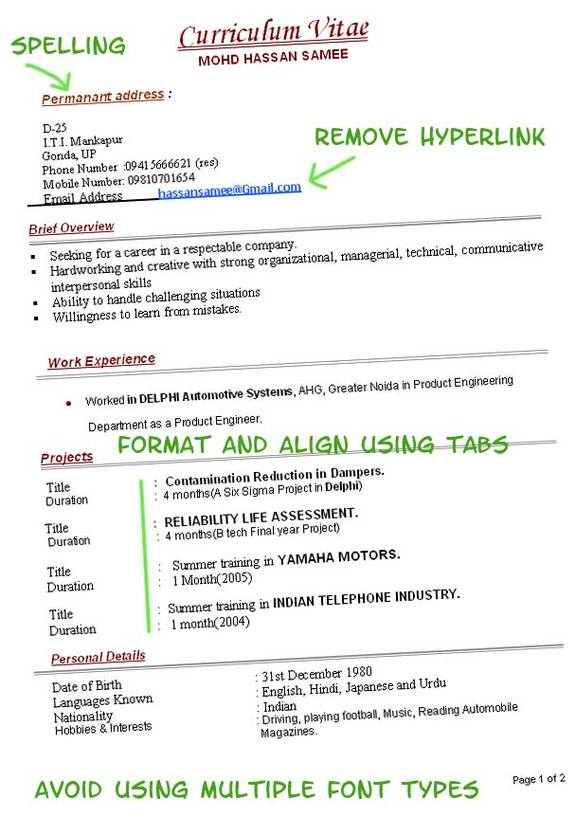 Curriculum Vitae
MOHD HASSAN SAMEE
SPELLING
Permanant address :
D-25
I.T.I. Mankapur
Gonda, UP
Phone Number :09415666621 (res)
Mobile Number: 09810701654
Email Address hassansamee@Gmail.com
REMOVE HYPERLINK
Brief Overview
Seeking for a career in a respectable company.
Hardworking and creative with strong organizational, managerial, technical, communicative
interpersonal skills
Ability to handle challenging situations
Willingness to learn from mistakes.
Work Experience
Worked in DELPHI Automotive Systems, AHG, Greater Noida in Product Engineering
Department as a Product Engineer.
FORMAT AND ALIGN USING TABS
Projects
Title : Contamination Reduction in Dampers.
Duration : 4 months(A Six Sigma Project in Delphi)
Title : RELIABILITY LIFE ASSESSMENT.
Duration : 4 months(B tech Final year Project)
Title : Summer training in YAMAHA MOTORS.
Duration : 1 Month(2005)
Title : Summer training in INDIAN TELEPHONE INDUSTRY.
Duration : 1 month(2004)
Personal Details
Date of Birth : 31st December 1980
Languages Known : English, Hindi, Japanese and Urdu
Nationality : Indian
Hobbies & Interests : Driving, playing football, Music, Reading Automobile
Magazines.
Page 1 of 2
AVOID USING MULTIPLE FONT TYPES